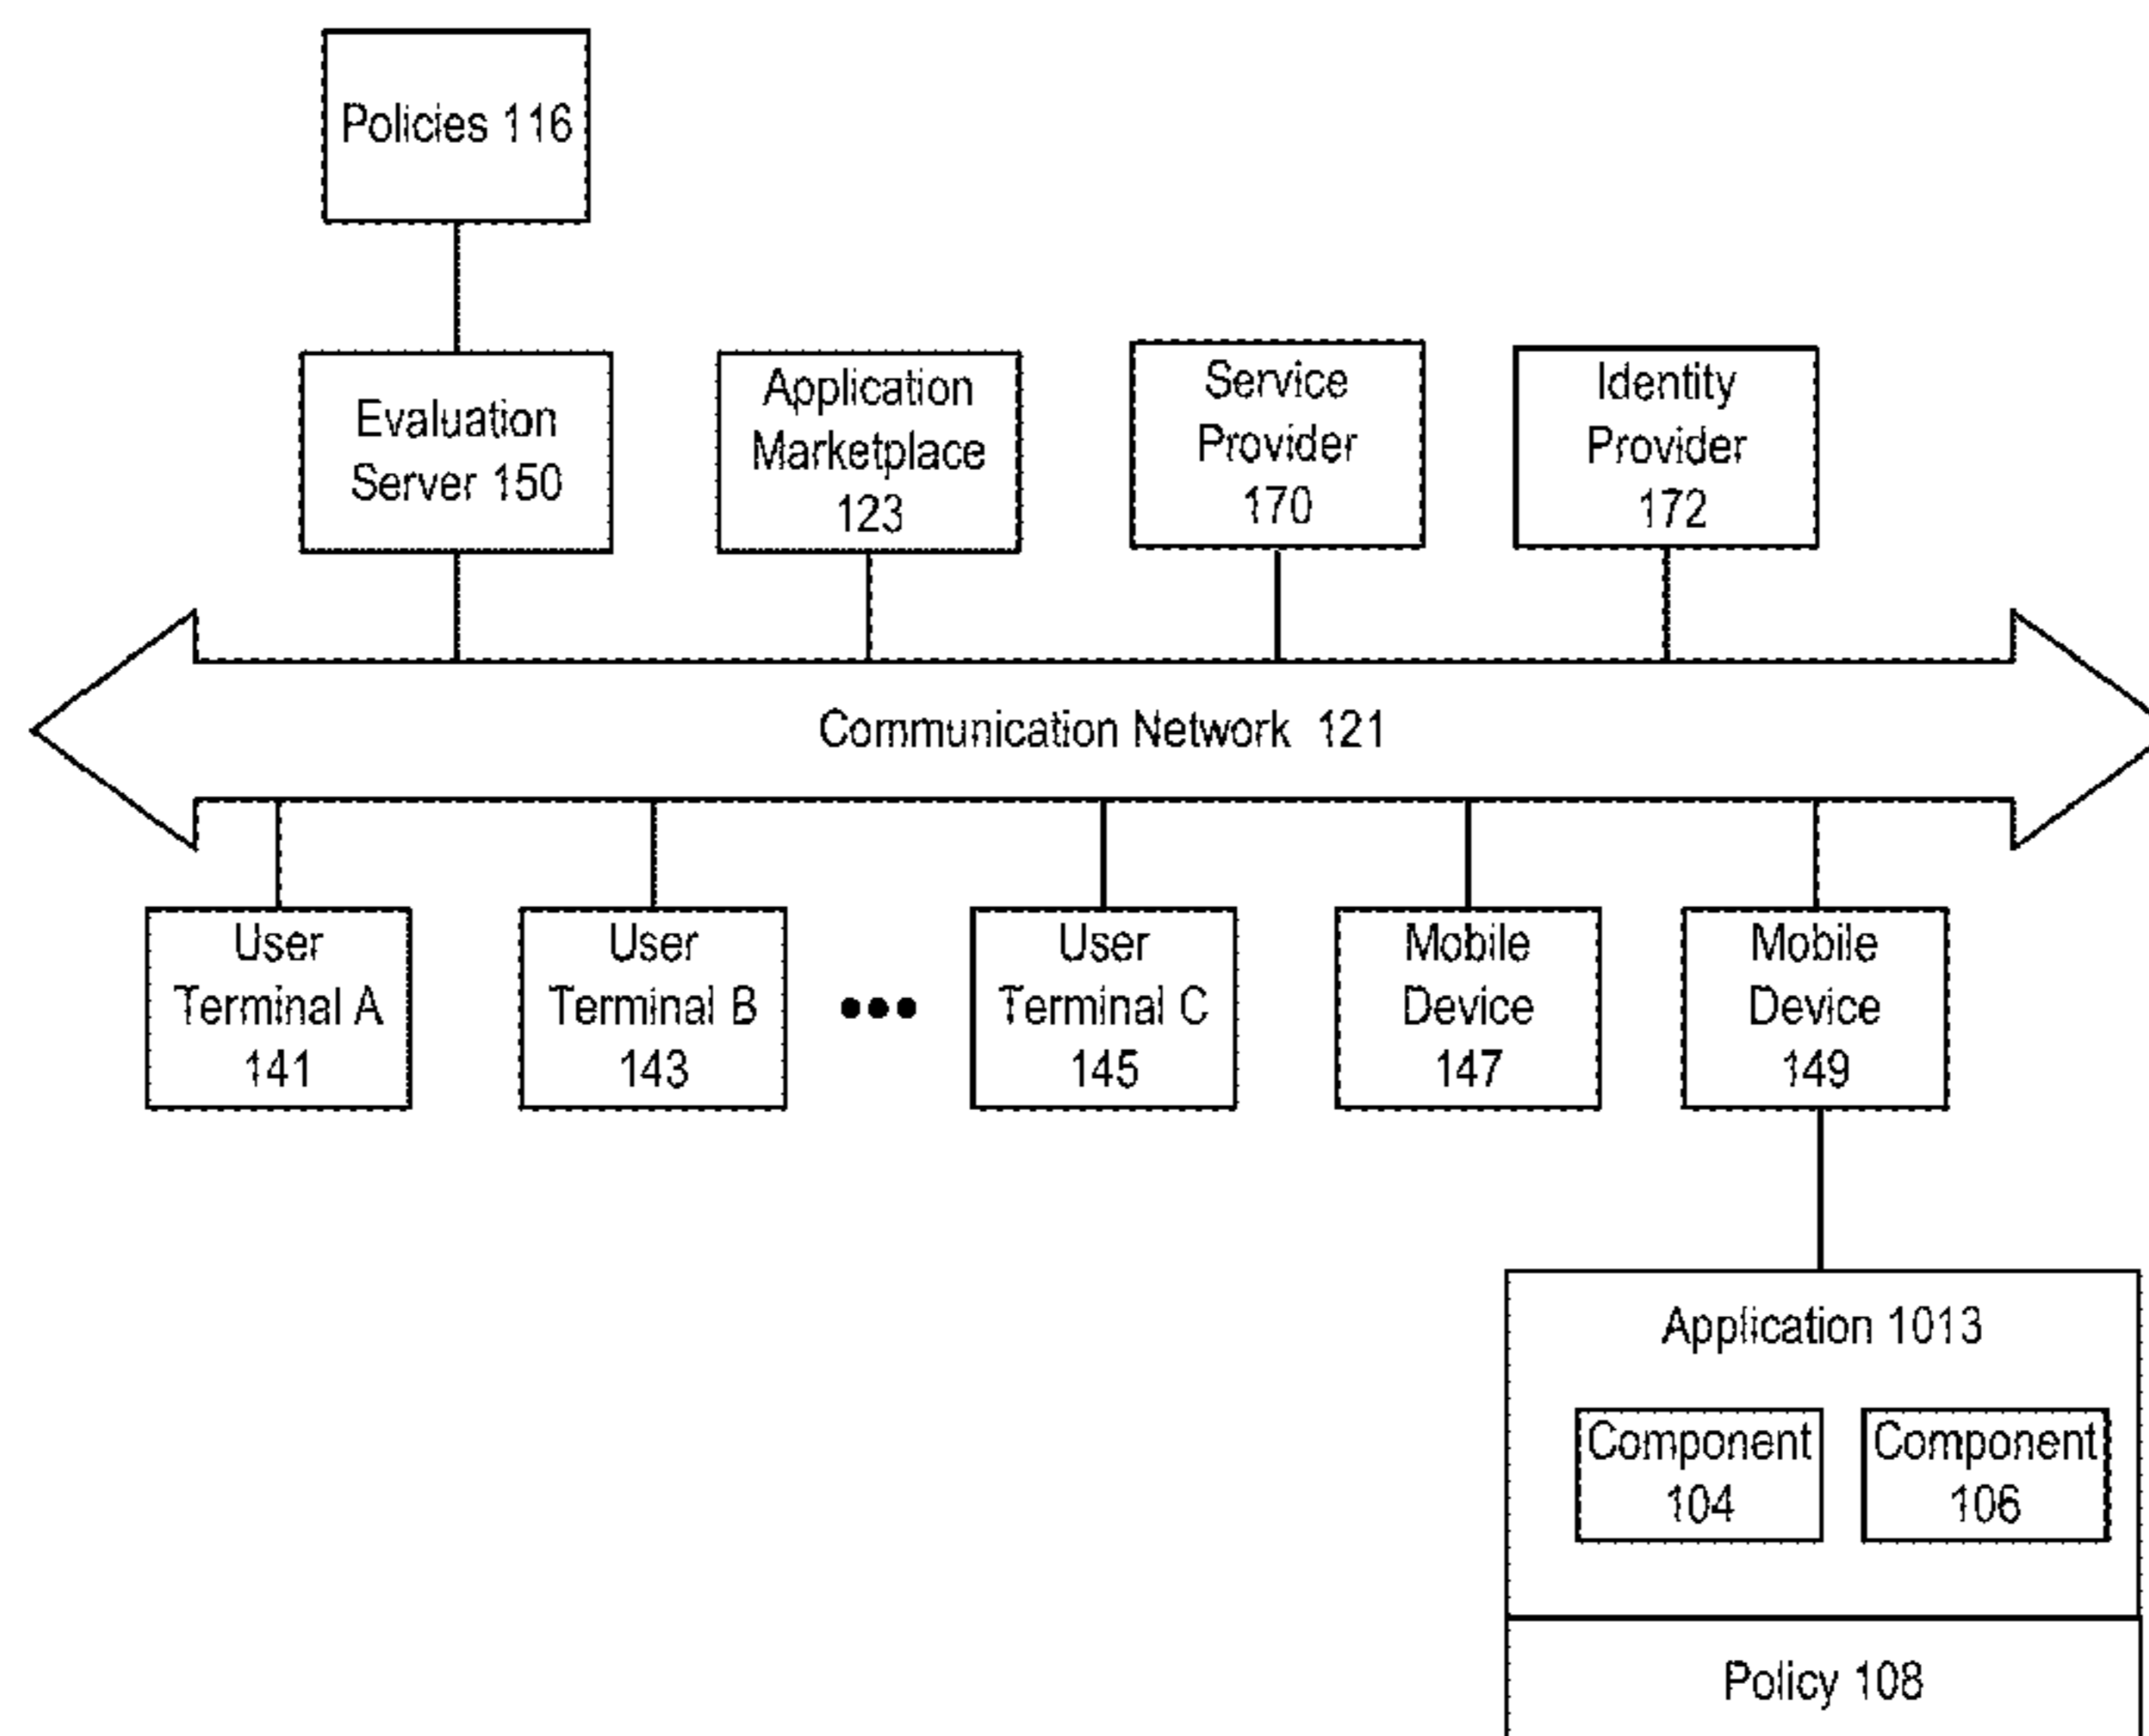 Policies 116
Evaluation
Server 150
Application
Marketplace
123
Service
Provider
170
Identity
Provider
172
Communication Network 121
User
Terminal A
141
User
Terminal B
143
User
Terminal C
145
Mobile
Device
147
Mobile
Device
149
Application 1013
Component
104
Component
106
Policy 108